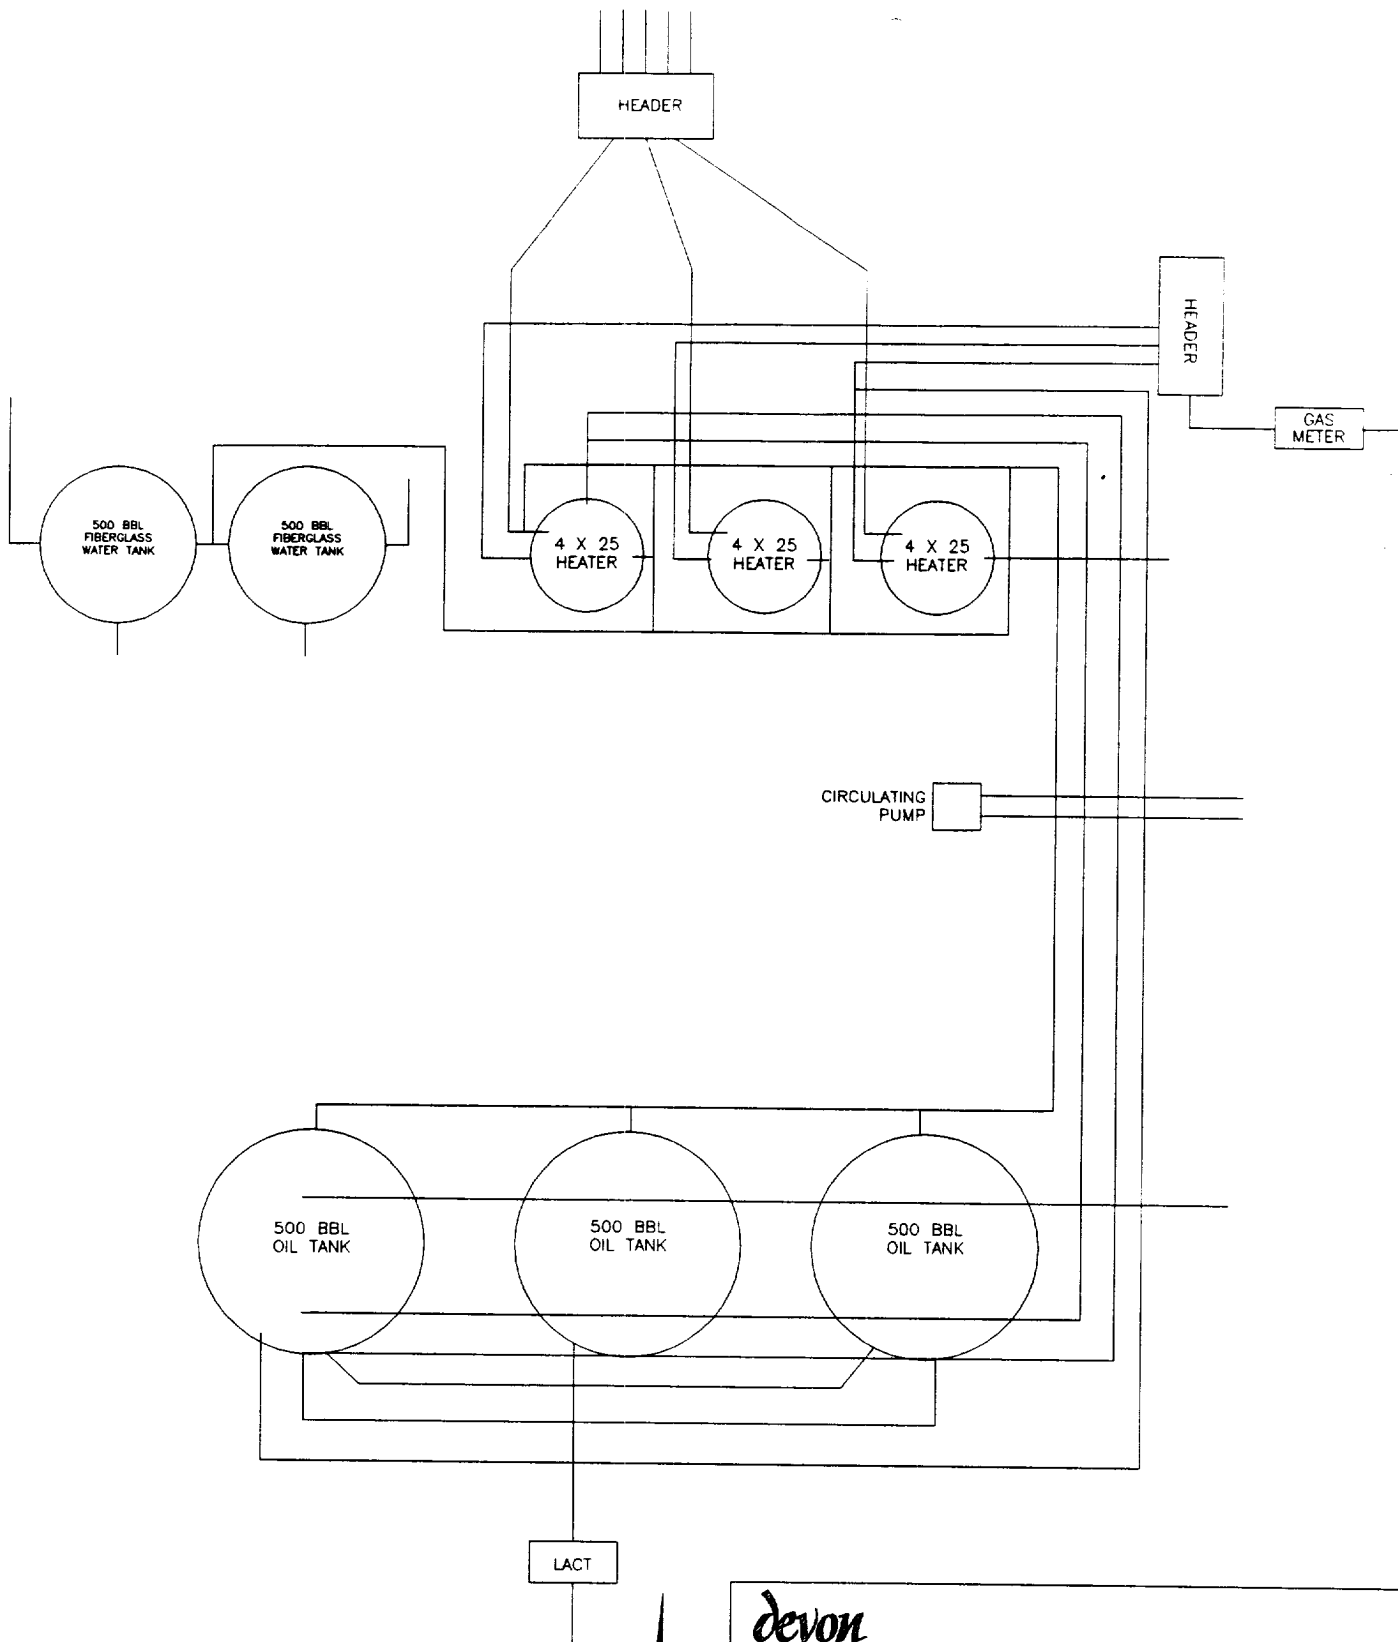 HEADER
HEADER
GAS
METER
500 BBL
FIBERGLASS
WATER TANK
500 BBL
FIBERGLASS
WATER TANK
4 X 25
HEATER
4 X 25
HEATER
4 X 25
HEATER
CIRCULATING
PUMP
500 BBL
OIL TANK
500 BBL
OIL TANK
500 BBL
OIL TANK
LACT
devon